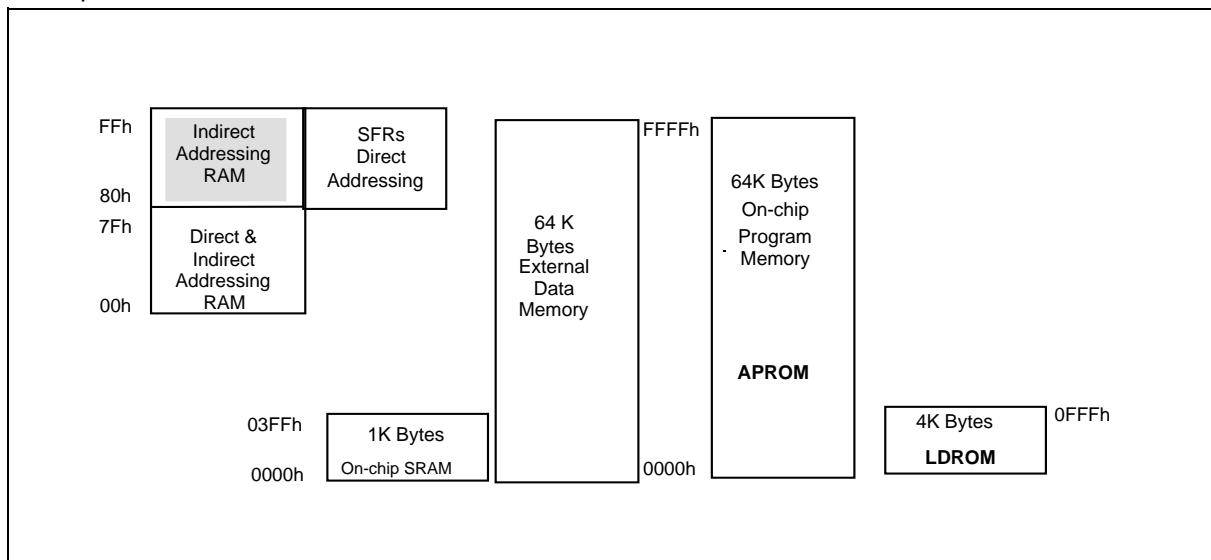 FFh
Indirect
Addressing
RAM
80h
SFRs
Direct
Addressing
7Fh
Direct &
Indirect
Addressing
RAM
00h
03FFh
1K Bytes
On-chip SRAM
0000h
64 K
Bytes
External
Data
Memory
FFFFh
0000h
64K Bytes
On-chip
Program
Memory
APROM
4K Bytes
LDROM
0FFFh